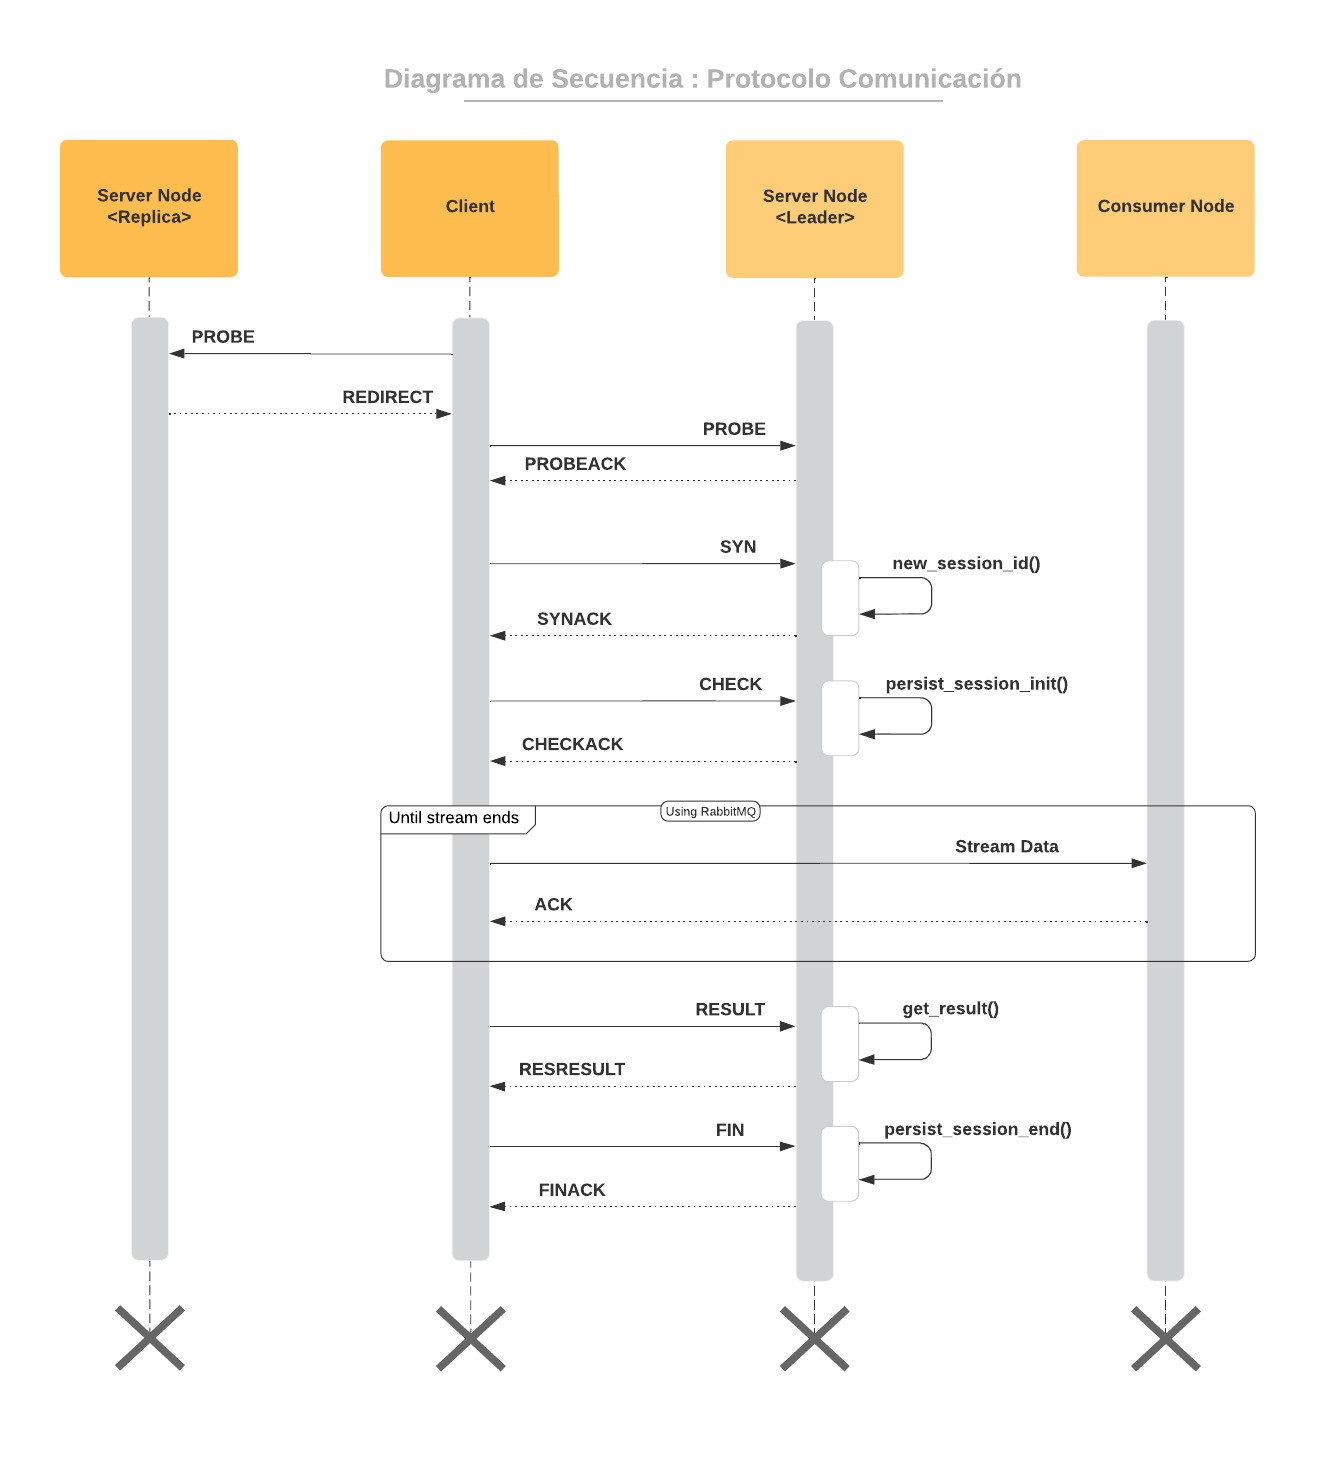 Diagrama de Secuencia : Protocolo Comunicación
Server Node
<Replica>
Client
Server Node
<Leader>
Consumer Node
PROBE
REDIRECT
PROBE
PROBEACK
SYN
new_session_id()
SYNACK
CHECK
persist_session_init()
CHECKACK
Until stream ends
Using RabbitMQ
Stream Data
ACK
RESULT
get_result()
RESRESULT
FIN
persist_session_end()
FINACK